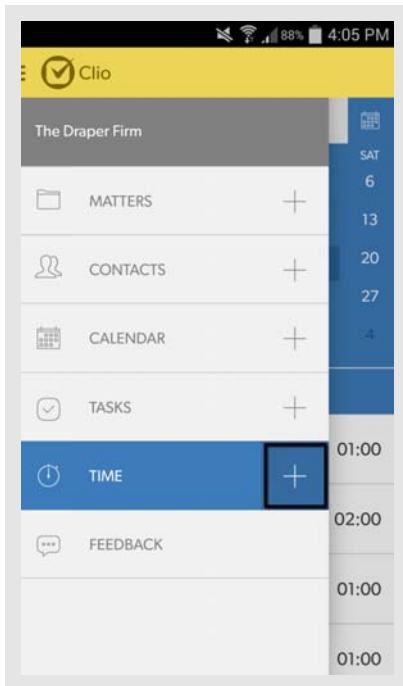 88% 4:05 PM
Clio
The Draper Firm
SAT
6
MATTERS
13
CONTACTS
20
27
CALENDAR
4
TASKS
01:00
TIME
02:00
FEEDBACK
01:00
01:00